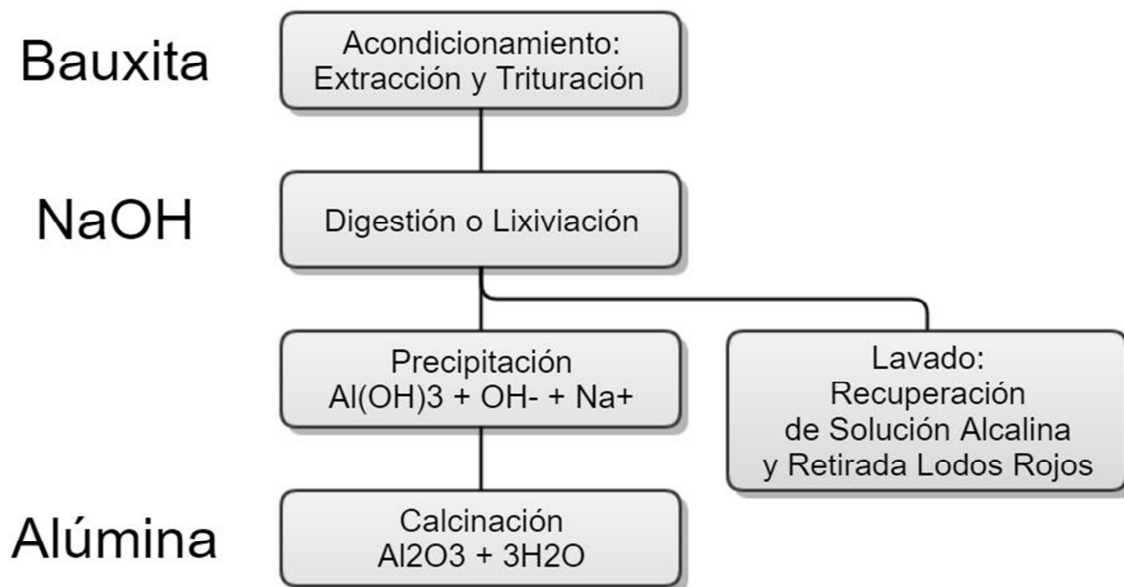 Bauxita
Acondicionamiento:
Extracción y Trituración
NaOH
Digestión o Lixiviación
Precipitación
Al(OH)3 + OH- + Na+
Lavado:
Recuperación
de Solución Alcalina
y Retirada Lodos Rojos
Alúmina
Calcinación
Al2O3 + 3H2O